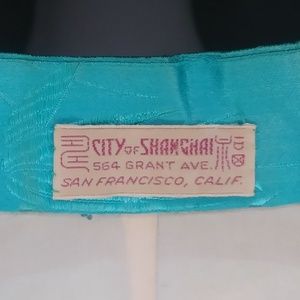 CITY OF SHANGHAI
564 GRANT AVE.
SAN FRANCISCO, CALIF.